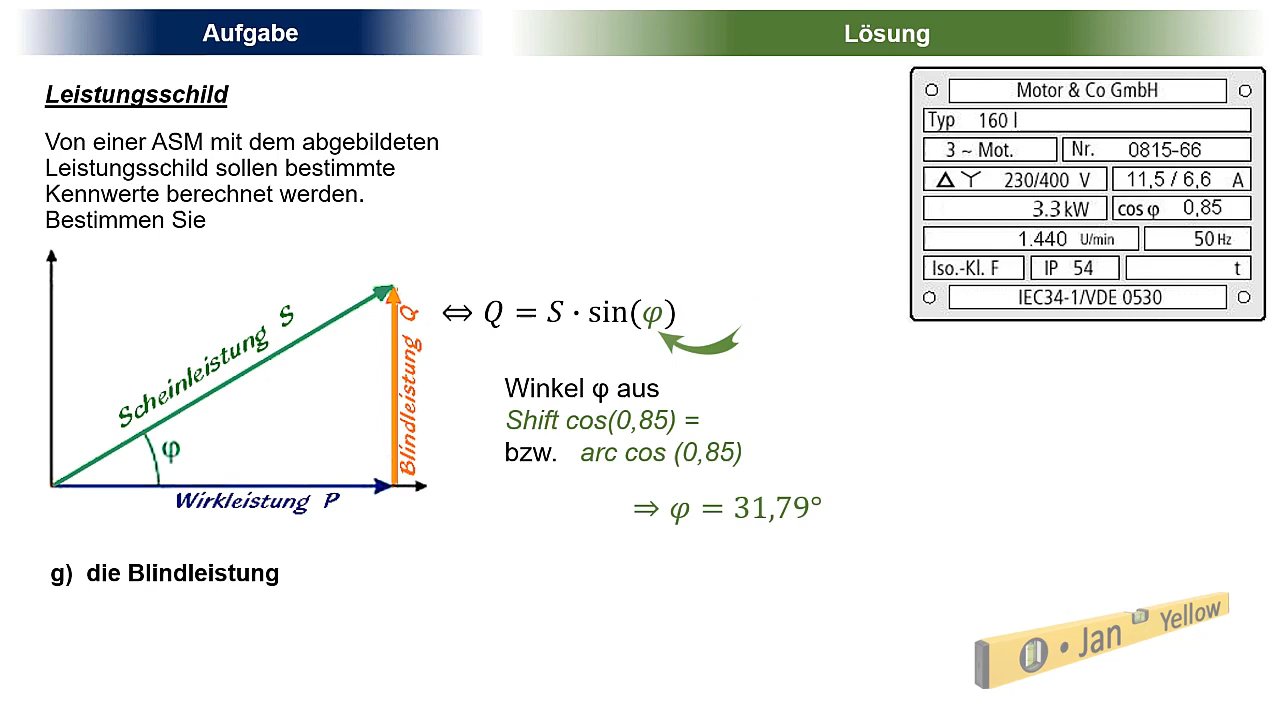 Aufgabe
Lösung
Leistungsschild
Von einer ASM mit dem abgebildeten
Leistungsschild sollen bestimmte
Kennwerte berechnet werden.
Bestimmen Sie
Motor & Co GmbH
Typ 160 l
3 ~ Mot. Nr. 0815-66
△ Y 230/400 V 11,5 / 6,6 A
3.3 kW cos φ 0,85
1.440 U/min 50 Hz
Iso.-Kl. F IP 54 t
IEC34-1/VDE 0530
Scheinleistung S
φ
Blindleistung Q
Wirkleistung P
⇔ Q = S · sin(φ)
Winkel φ aus
Shift cos(0,85) =
bzw. arc cos (0,85)
⇒ φ = 31,79°
g) die Blindleistung
Jan Yellow